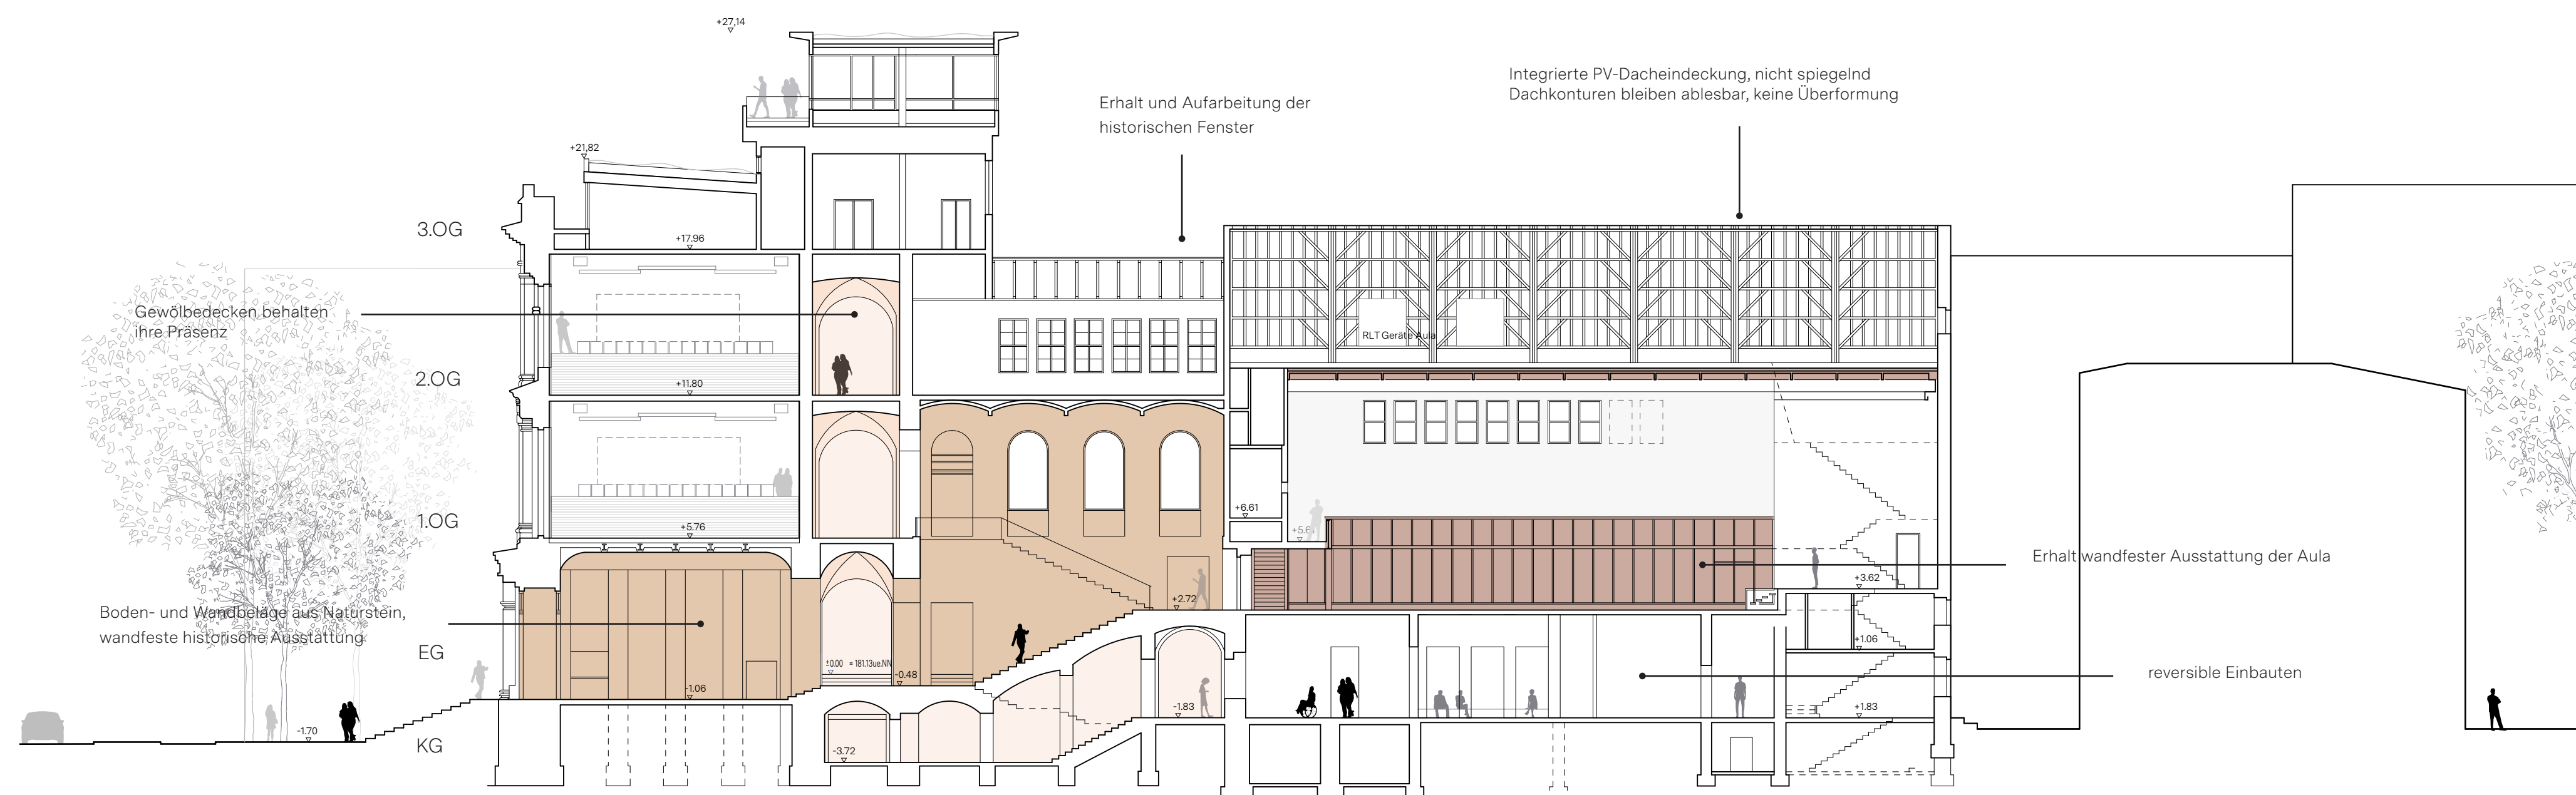 +27,14
Integrierte PV-Dacheindeckung, nicht spiegelnd
Dachkonturen bleiben ablesbar, keine Überformung
Erhalt und Aufarbeitung der
historischen Fenster
+21,82
3.OG
+17.96
Gewölbedecken behalten
ihre Präsenz
RLT Geräte Aula
2.OG
+11.80
+6.61
1.OG
+5.76
+5.6
Erhalt wandfester Ausstattung der Aula
+3.62
+2.72
Boden- und Wandbeläge aus Naturstein,
wandfeste historische Ausstattung
+1.06
EG
±0.00 = 181.13ue.NN
-0.48
reversible Einbauten
-1.06
-1.83
+1.83
-1.70
KG
-3.72